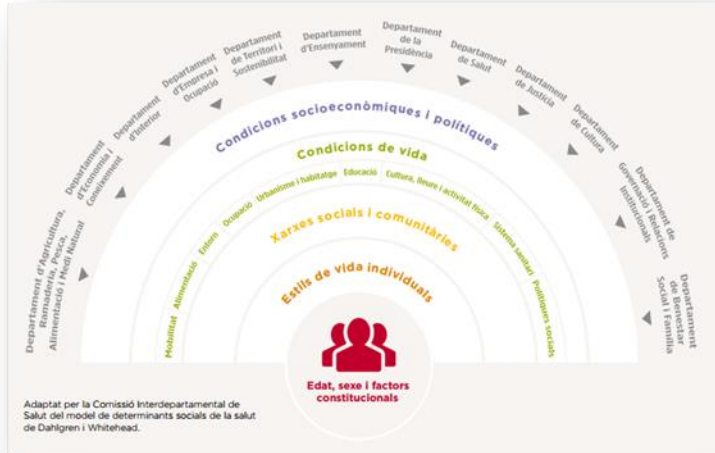 Departament d'Agricultura,
Ramaderia, Pesca,
Alimentació i Medi Natural
Departament
d'Economia i
Coneixement
Departament
d'Interior
Departament
d'Empresa i
Ocupació
Departament
de Territori i
Sostenibilitat
Departament
d'Ensenyament
Departament
de la
Presidència
Departament
de Salut
Departament
de Justícia
Departament
de Cultura
Departament de
Governació i Relacions
Institucionals
Departament
de Benestar
Social i Família
Condicions socioeconòmiques i polítiques
Condicions de vida
Mobilitat
Alimentació
Entorn
Ocupació
Urbanisme i habitatge
Educació
Cultura, lleure i activitat física
Sistema sanitari
Polítiques socials
Xarxes socials i comunitàries
Estils de vida individuals
Edat, sexe i factors
constitucionals
Adaptat per la Comissió Interdepartamental de
Salut del model de determinants socials de la salut
de Dahlgren i Whitehead.